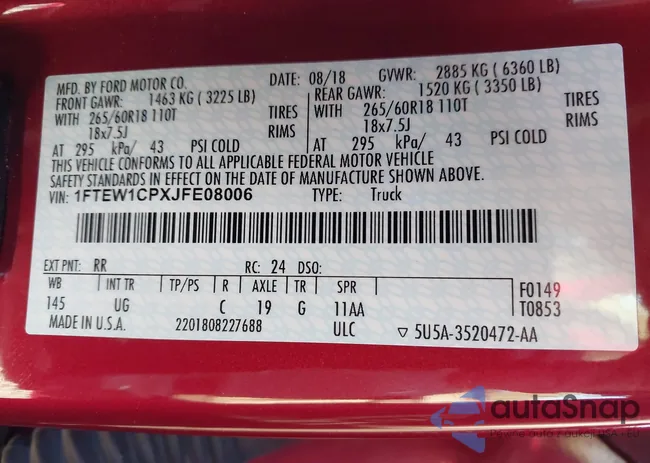 MFD. BY FORD MOTOR CO. DATE: 08/18 GVWR: 2885 KG ( 6360 LB)
FRONT GAWR: 1463 KG ( 3225 LB) REAR GAWR: 1520 KG ( 3350 LB)
WITH 265/60R18 110T TIRES WITH 265/60R18 110T TIRES
18x7.5J RIMS 18x7.5J RIMS
AT 295 kPa/ 43 PSI COLD AT 295 kPa/ 43 PSI COLD
THIS VEHICLE CONFORMS TO ALL APPLICABLE FEDERAL MOTOR VEHICLE
SAFETY STANDARDS IN EFFECT ON THE DATE OF MANUFACTURE SHOWN ABOVE.
VIN: 1FTEW1CPXJFE08006 TYPE: Truck
EXT PNT: RR RC: 24 DSO:
WB INT TR TP/PS R AXLE TR SPR F0149
145 UG C 19 G 11AA T0853
MADE IN U.S.A. 2201808227688 ULC ▽ 5U5A-3520472-AA
autoSnap
Pewne auto z aukcji USA i EU